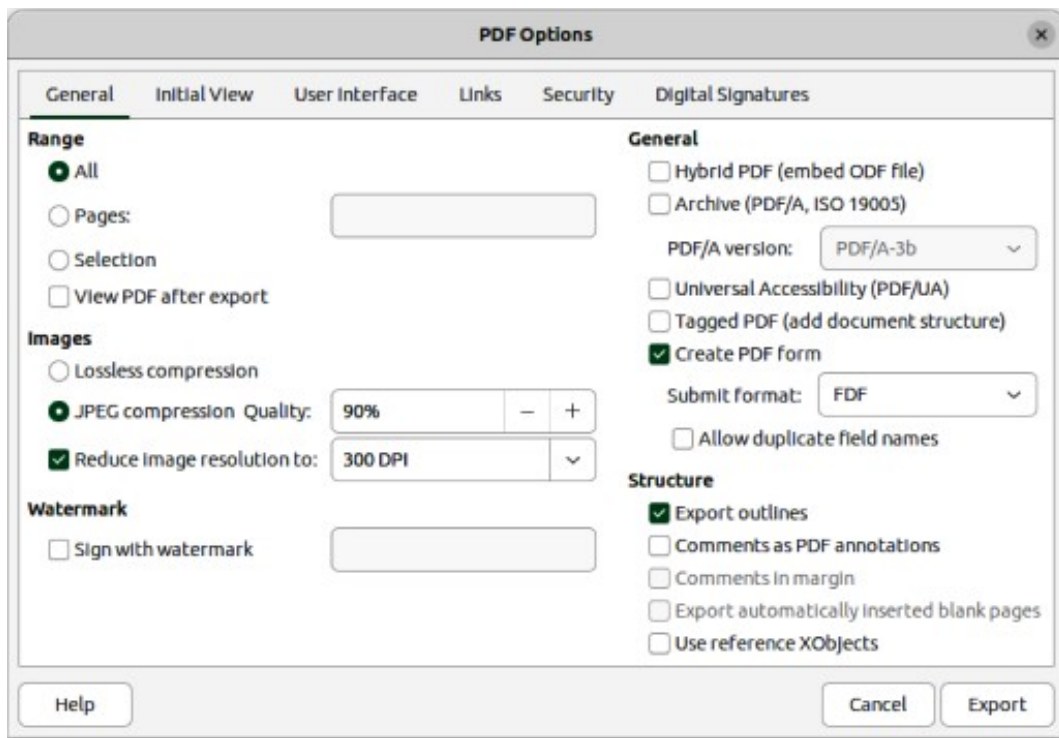 PDF Options
General Initial View User Interface Links Security Digital Signatures
Range
All
Pages:
Selection
View PDF after export
Images
Lossless compression
JPEG compression Quality: 90% − +
Reduce image resolution to: 300 DPI
Watermark
Sign with watermark
General
Hybrid PDF (embed ODF file)
Archive (PDF/A, ISO 19005)
PDF/A version: PDF/A-3b
Universal Accessibility (PDF/UA)
Tagged PDF (add document structure)
Create PDF form
Submit format: FDF
Allow duplicate field names
Structure
Export outlines
Comments as PDF annotations
Comments in margin
Export automatically inserted blank pages
Use reference XObjects
Help Cancel Export